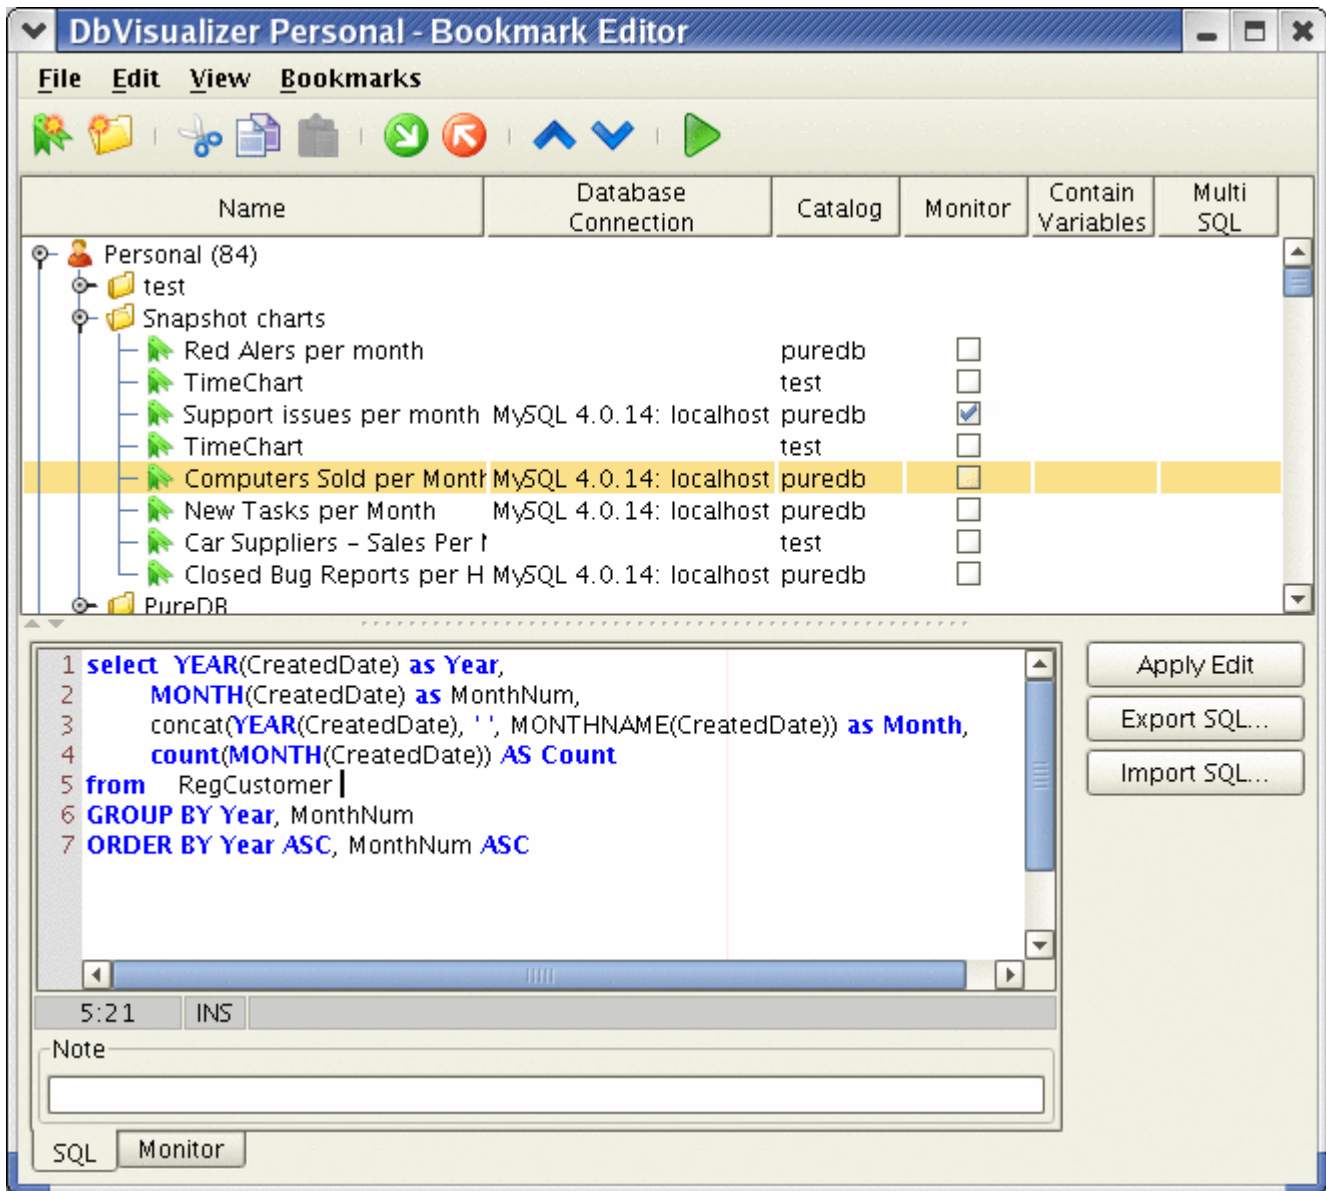 DbVisualizer Personal - Bookmark Editor
File Edit View Bookmarks
Name Database Connection Catalog Monitor Contain Variables Multi SQL
Personal (84)
test
Snapshot charts
Red Alers per month puredb
TimeChart test
Support issues per month MySQL 4.0.14: localhost puredb
TimeChart test
Computers Sold per Month MySQL 4.0.14: localhost puredb
New Tasks per Month MySQL 4.0.14: localhost puredb
Car Suppliers – Sales Per test
Closed Bug Reports per H MySQL 4.0.14: localhost puredb
PureDB
1 select YEAR(CreatedDate) as Year,
2 MONTH(CreatedDate) as MonthNum,
3 concat(YEAR(CreatedDate), ' ', MONTHNAME(CreatedDate)) as Month,
4 count(MONTH(CreatedDate)) AS Count
5 from RegCustomer
6 GROUP BY Year, MonthNum
7 ORDER BY Year ASC, MonthNum ASC
Apply Edit
Export SQL...
Import SQL...
5:21 INS
Note
SQL Monitor